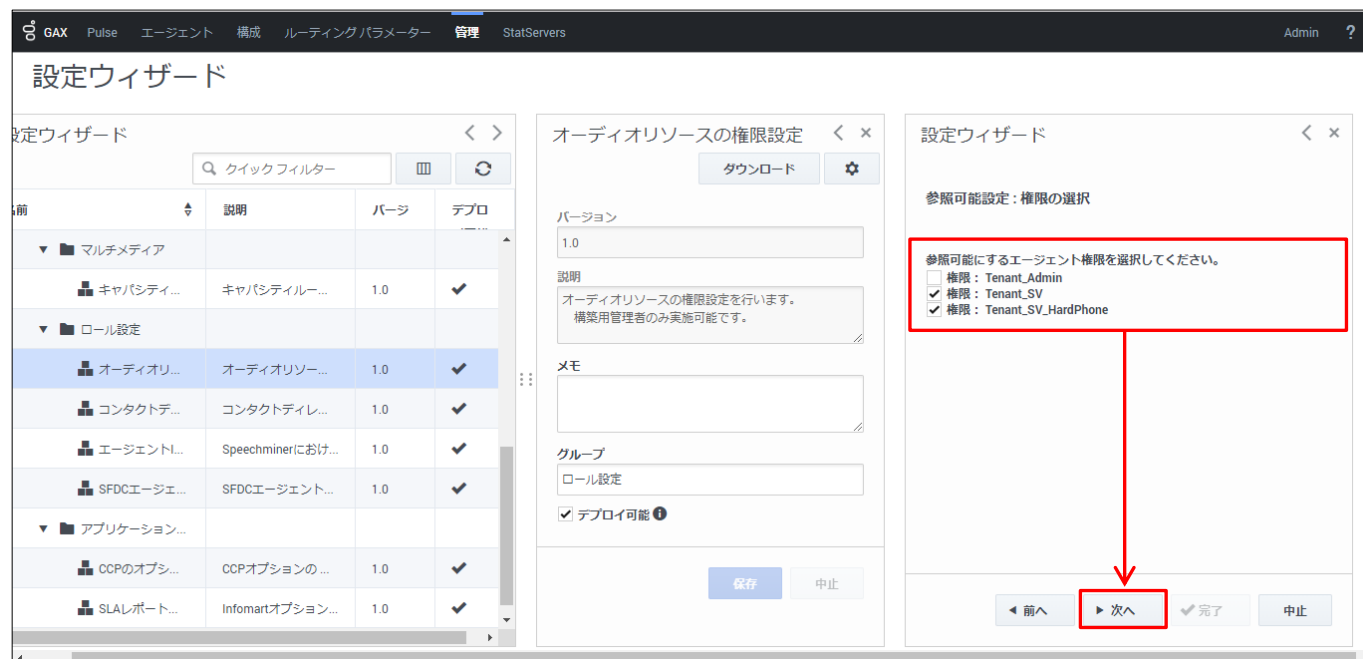 GAX Pulse エージェント 構成 ルーティング パラメーター 管理 StatServers Admin ?
設定ウィザード
設定ウィザード
クイック フィルター
名前 説明 バージ デプロ
マルチメディア
キャパシティ... キャパシティルー... 1.0
ロール設定
オーディオリ... オーディオリソー... 1.0
コンタクトデ... コンタクトディレ... 1.0
エージェントI... Speechminerにおけ... 1.0
SFDCエージェ... SFDCエージェント... 1.0
アプリケーション...
CCPのオプシ... CCPオプションの ... 1.0
SLAレポート... Infomartオプション... 1.0
オーディオリソースの権限設定
ダウンロード
バージョン
1.0
説明
オーディオリソースの権限設定を行います。
構築用管理者のみ実施可能です。
メモ
グループ
ロール設定
デプロイ可能
保存 中止
設定ウィザード
参照可能設定 : 権限の選択
参照可能にするエージェント権限を選択してください。
権限： Tenant_Admin
権限： Tenant_SV
権限： Tenant_SV_HardPhone
前へ 次へ 完了 中止